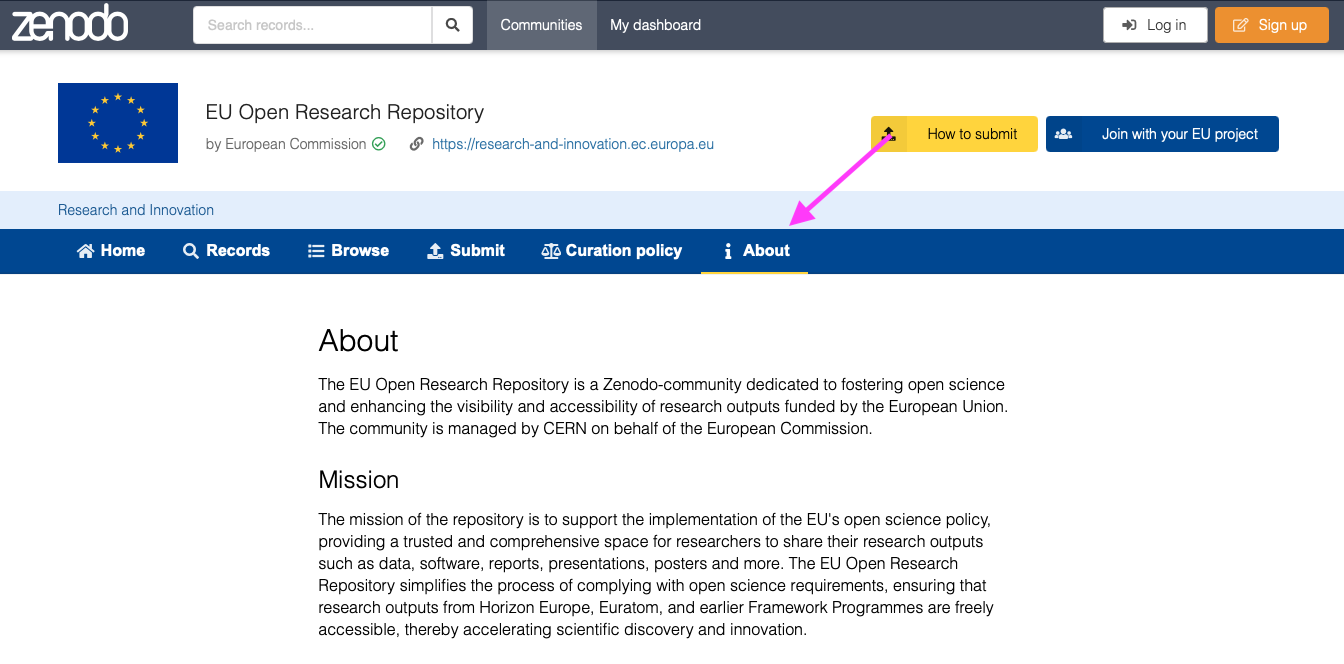 zenodo
Search records...
Communities
My dashboard
Log in
Sign up
EU Open Research Repository
by European Commission
https://research-and-innovation.ec.europa.eu
How to submit
Join with your EU project
Research and Innovation
Home
Records
Browse
Submit
Curation policy
About
About
The EU Open Research Repository is a Zenodo-community dedicated to fostering open science
and enhancing the visibility and accessibility of research outputs funded by the European Union.
The community is managed by CERN on behalf of the European Commission.
Mission
The mission of the repository is to support the implementation of the EU's open science policy,
providing a trusted and comprehensive space for researchers to share their research outputs
such as data, software, reports, presentations, posters and more. The EU Open Research
Repository simplifies the process of complying with open science requirements, ensuring that
research outputs from Horizon Europe, Euratom, and earlier Framework Programmes are freely
accessible, thereby accelerating scientific discovery and innovation.